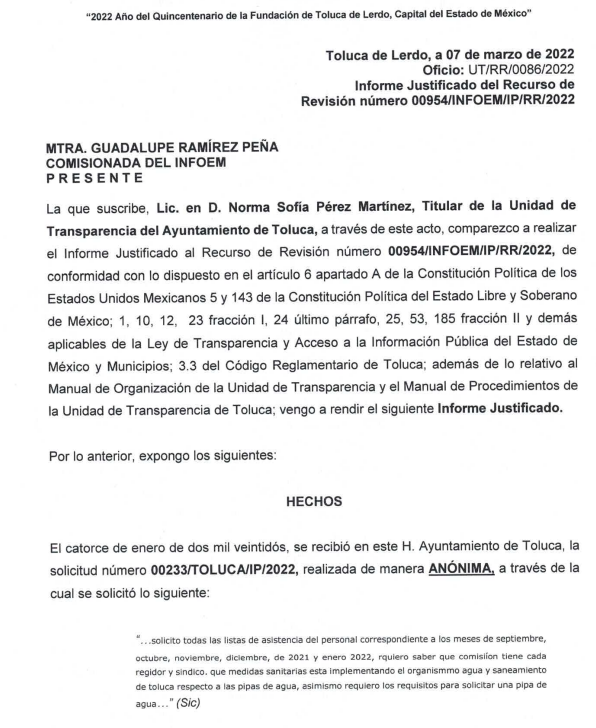 “2022 Año del Quincentenario de la Fundación de Toluca de Lerdo, Capital del Estado de México”
Toluca de Lerdo, a 07 de marzo de 2022
Oficio: UT/RR/0086/2022
Informe Justificado del Recurso de
Revisión número 00954/INFOEM/IP/RR/2022
MTRA. GUADALUPE RAMÍREZ PEÑA
COMISIONADA DEL INFOEM
P R E S E N T E
La que suscribe, Lic. en D. Norma Sofía Pérez Martínez, Titular de la Unidad de
Transparencia del Ayuntamiento de Toluca, a través de este acto, comparezco a realizar
el Informe Justificado al Recurso de Revisión número 00954/INFOEM/IP/RR/2022, de
conformidad con lo dispuesto en el artículo 6 apartado A de la Constitución Política de los
Estados Unidos Mexicanos 5 y 143 de la Constitución Política del Estado Libre y Soberano
de México; 1, 10, 12, 23 fracción I, 24 último párrafo, 25, 53, 185 fracción II y demás
aplicables de la Ley de Transparencia y Acceso a la Información Pública del Estado de
México y Municipios; 3.3 del Código Reglamentario de Toluca; además de lo relativo al
Manual de Organización de la Unidad de Transparencia y el Manual de Procedimientos de
la Unidad de Transparencia de Toluca; vengo a rendir el siguiente Informe Justificado.
Por lo anterior, expongo los siguientes:
HECHOS
El catorce de enero de dos mil veintidós, se recibió en este H. Ayuntamiento de Toluca, la
solicitud número 00233/TOLUCA/IP/2022, realizada de manera ANÓNIMA, a través de la
cual se solicitó lo siguiente:
“…solicito todas las listas de asistencia del personal correspondiente a los meses de septiembre,
octubre, noviembre, diciembre, de 2021 y enero 2022, rquiero saber que comisíion tiene cada
regidor y sindico. que medidas sanitarias esta implementando el organismmo agua y saneamiento
de toluca respecto a las pipas de agua, asimismo requiero los requisitos para solicitar una pipa de
agua…” (Sic)